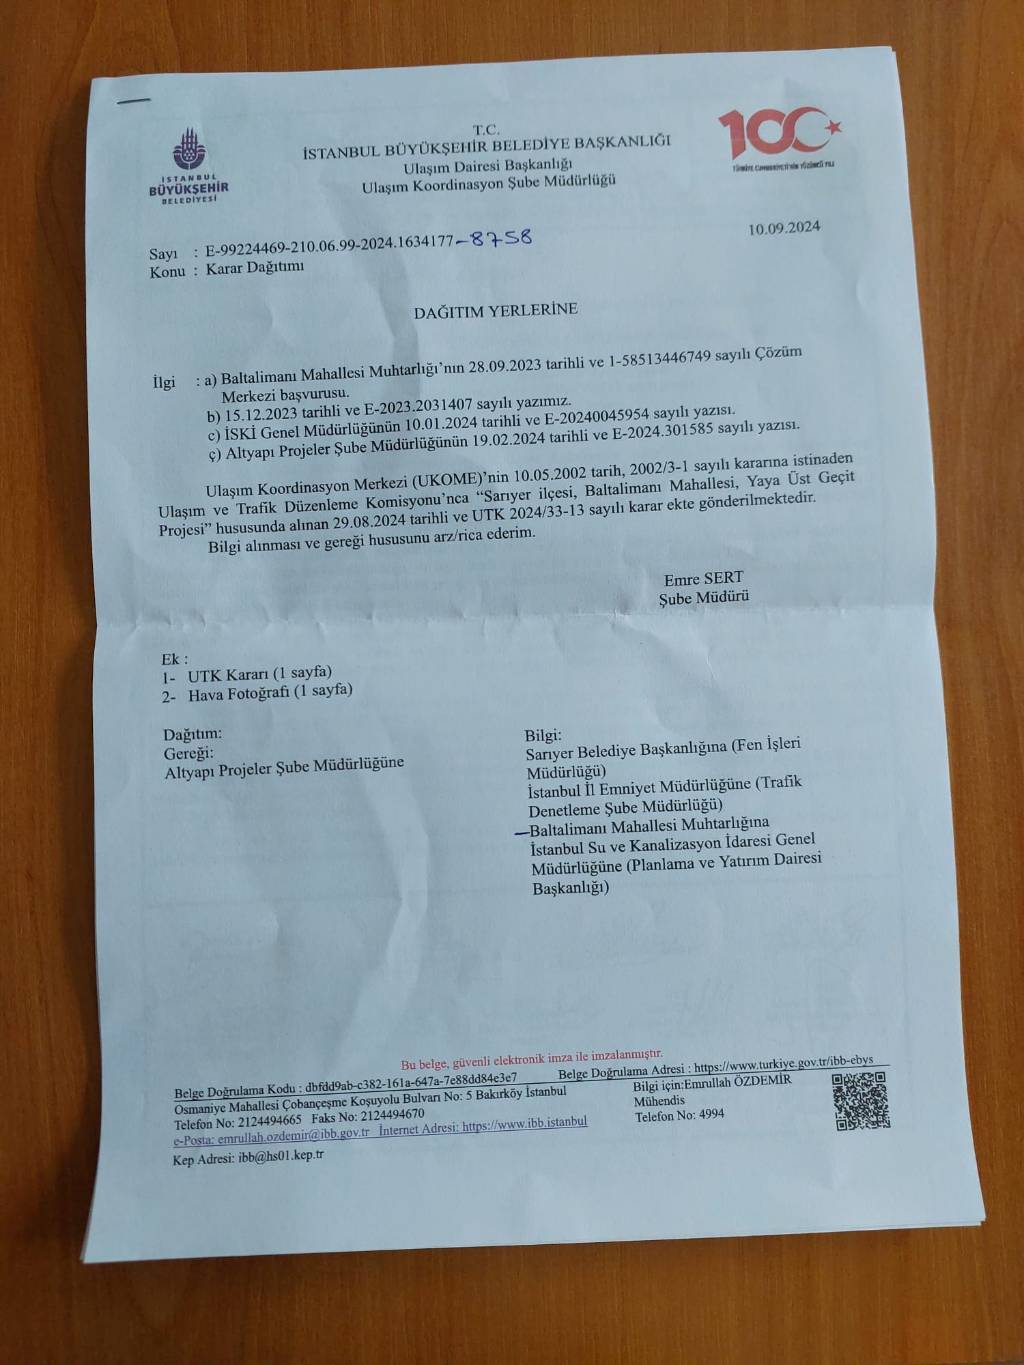 İSTANBUL
BÜYÜKŞEHİR
BELEDİYESİ
T.C.
İSTANBUL BÜYÜKŞEHİR BELEDİYE BAŞKANLIĞI
Ulaşım Dairesi Başkanlığı
Ulaşım Koordinasyon Şube Müdürlüğü
100
TÜRKİYE CUMHURİYETİ'NİN YÜZÜNCÜ YILI
Sayı : E-99224469-210.06.99-2024.1634177-8758
10.09.2024
Konu : Karar Dağıtımı
DAĞITIM YERLERİNE
İlgi : a) Baltalimanı Mahallesi Muhtarlığı'nın 28.09.2023 tarihli ve 1-58513446749 sayılı Çözüm
Merkezi başvurusu.
b) 15.12.2023 tarihli ve E-2023.2031407 sayılı yazımız.
c) İSKİ Genel Müdürlüğünün 10.01.2024 tarihli ve E-20240045954 sayılı yazısı.
ç) Altyapı Projeler Şube Müdürlüğünün 19.02.2024 tarihli ve E-2024.301585 sayılı yazısı.
Ulaşım Koordinasyon Merkezi (UKOME)'nin 10.05.2002 tarih, 2002/3-1 sayılı kararına istinaden
Ulaşım ve Trafik Düzenleme Komisyonu'nca “Sarıyer ilçesi, Baltalimanı Mahallesi, Yaya Üst Geçit
Projesi” hususunda alınan 29.08.2024 tarihli ve UTK 2024/33-13 sayılı karar ekte gönderilmektedir.
Bilgi alınması ve gereği hususunu arz/rica ederim.
Emre SERT
Şube Müdürü
Ek :
1- UTK Kararı (1 sayfa)
2- Hava Fotoğrafı (1 sayfa)
Dağıtım:
Gereği:
Altyapı Projeler Şube Müdürlüğüne
Bilgi:
Sarıyer Belediye Başkanlığına (Fen İşleri
Müdürlüğü)
İstanbul İl Emniyet Müdürlüğüne (Trafik
Denetleme Şube Müdürlüğü)
Baltalimanı Mahallesi Muhtarlığına
İstanbul Su ve Kanalizasyon İdaresi Genel
Müdürlüğüne (Planlama ve Yatırım Dairesi
Başkanlığı)
Bu belge, güvenli elektronik imza ile imzalanmıştır.
Belge Doğrulama Kodu : dbfdd9ab-c382-161a-647a-7e88dd84e3e7 Belge Doğrulama Adresi : https://www.turkiye.gov.tr/ibb-ebys
Osmaniye Mahallesi Çobançeşme Koşuyolu Bulvarı No: 5 Bakırköy İstanbul
Telefon No: 2124494665 Faks No: 2124494670
e-Posta: emrullah.ozdemir@ibb.gov.tr İnternet Adresi: https://www.ibb.istanbul
Kep Adresi: ibb@hs01.kep.tr
Bilgi için:Emrullah ÖZDEMİR
Mühendis
Telefon No: 4994